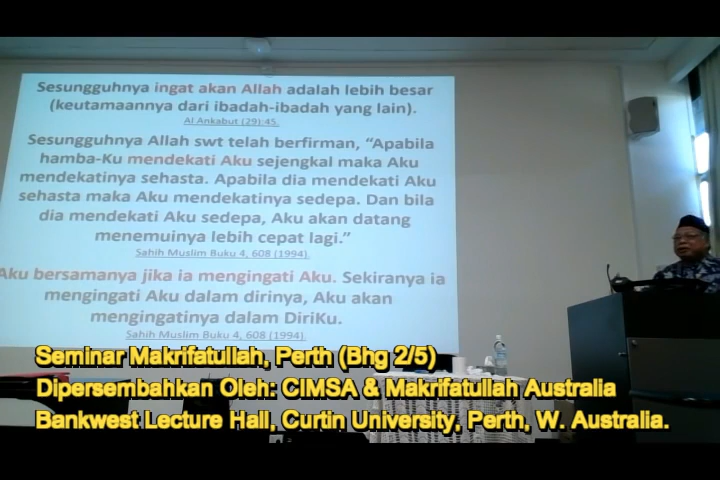 Sesungguhnya ingat akan Allah adalah lebih besar
(keutamaannya dari ibadah-ibadah yang lain).
Al Ankabut (29):45.
Sesungguhnya Allah swt telah berfirman, “Apabila
hamba-Ku mendekati Aku sejengkal maka Aku
mendekatinya sehasta. Apabila dia mendekati Aku
sehasta maka Aku mendekatinya sedepa. Dan bila
dia mendekati Aku sedepa, Aku akan datang
menemuinya lebih cepat lagi.”
Sahih Muslim Buku 4, 608 (1994).
Aku bersamanya jika ia mengingati Aku. Sekiranya ia
mengingati Aku dalam dirinya, Aku akan
mengingatinya dalam DiriKu.
Sahih Muslim Buku 4, 608 (1994).
Seminar Makrifatullah, Perth (Bhg 2/5)
Dipersembahkan Oleh: CIMSA & Makrifatullah Australia
Bankwest Lecture Hall, Curtin University, Perth, W. Australia.